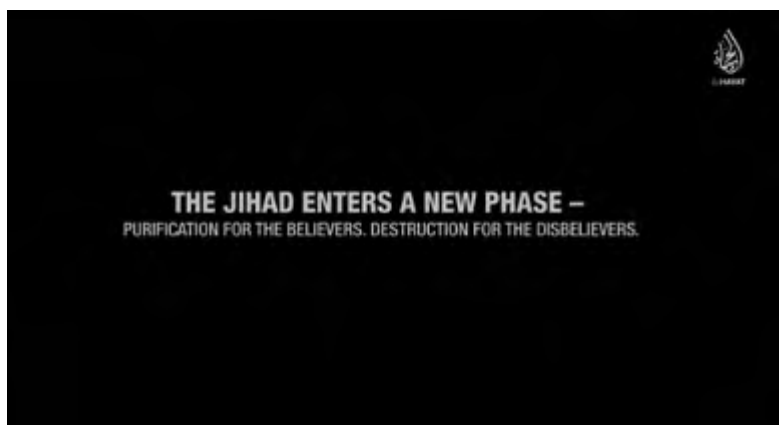 THE JIHAD ENTERS A NEW PHASE –
PURIFICATION FOR THE BELIEVERS. DESTRUCTION FOR THE DISBELIEVERS.